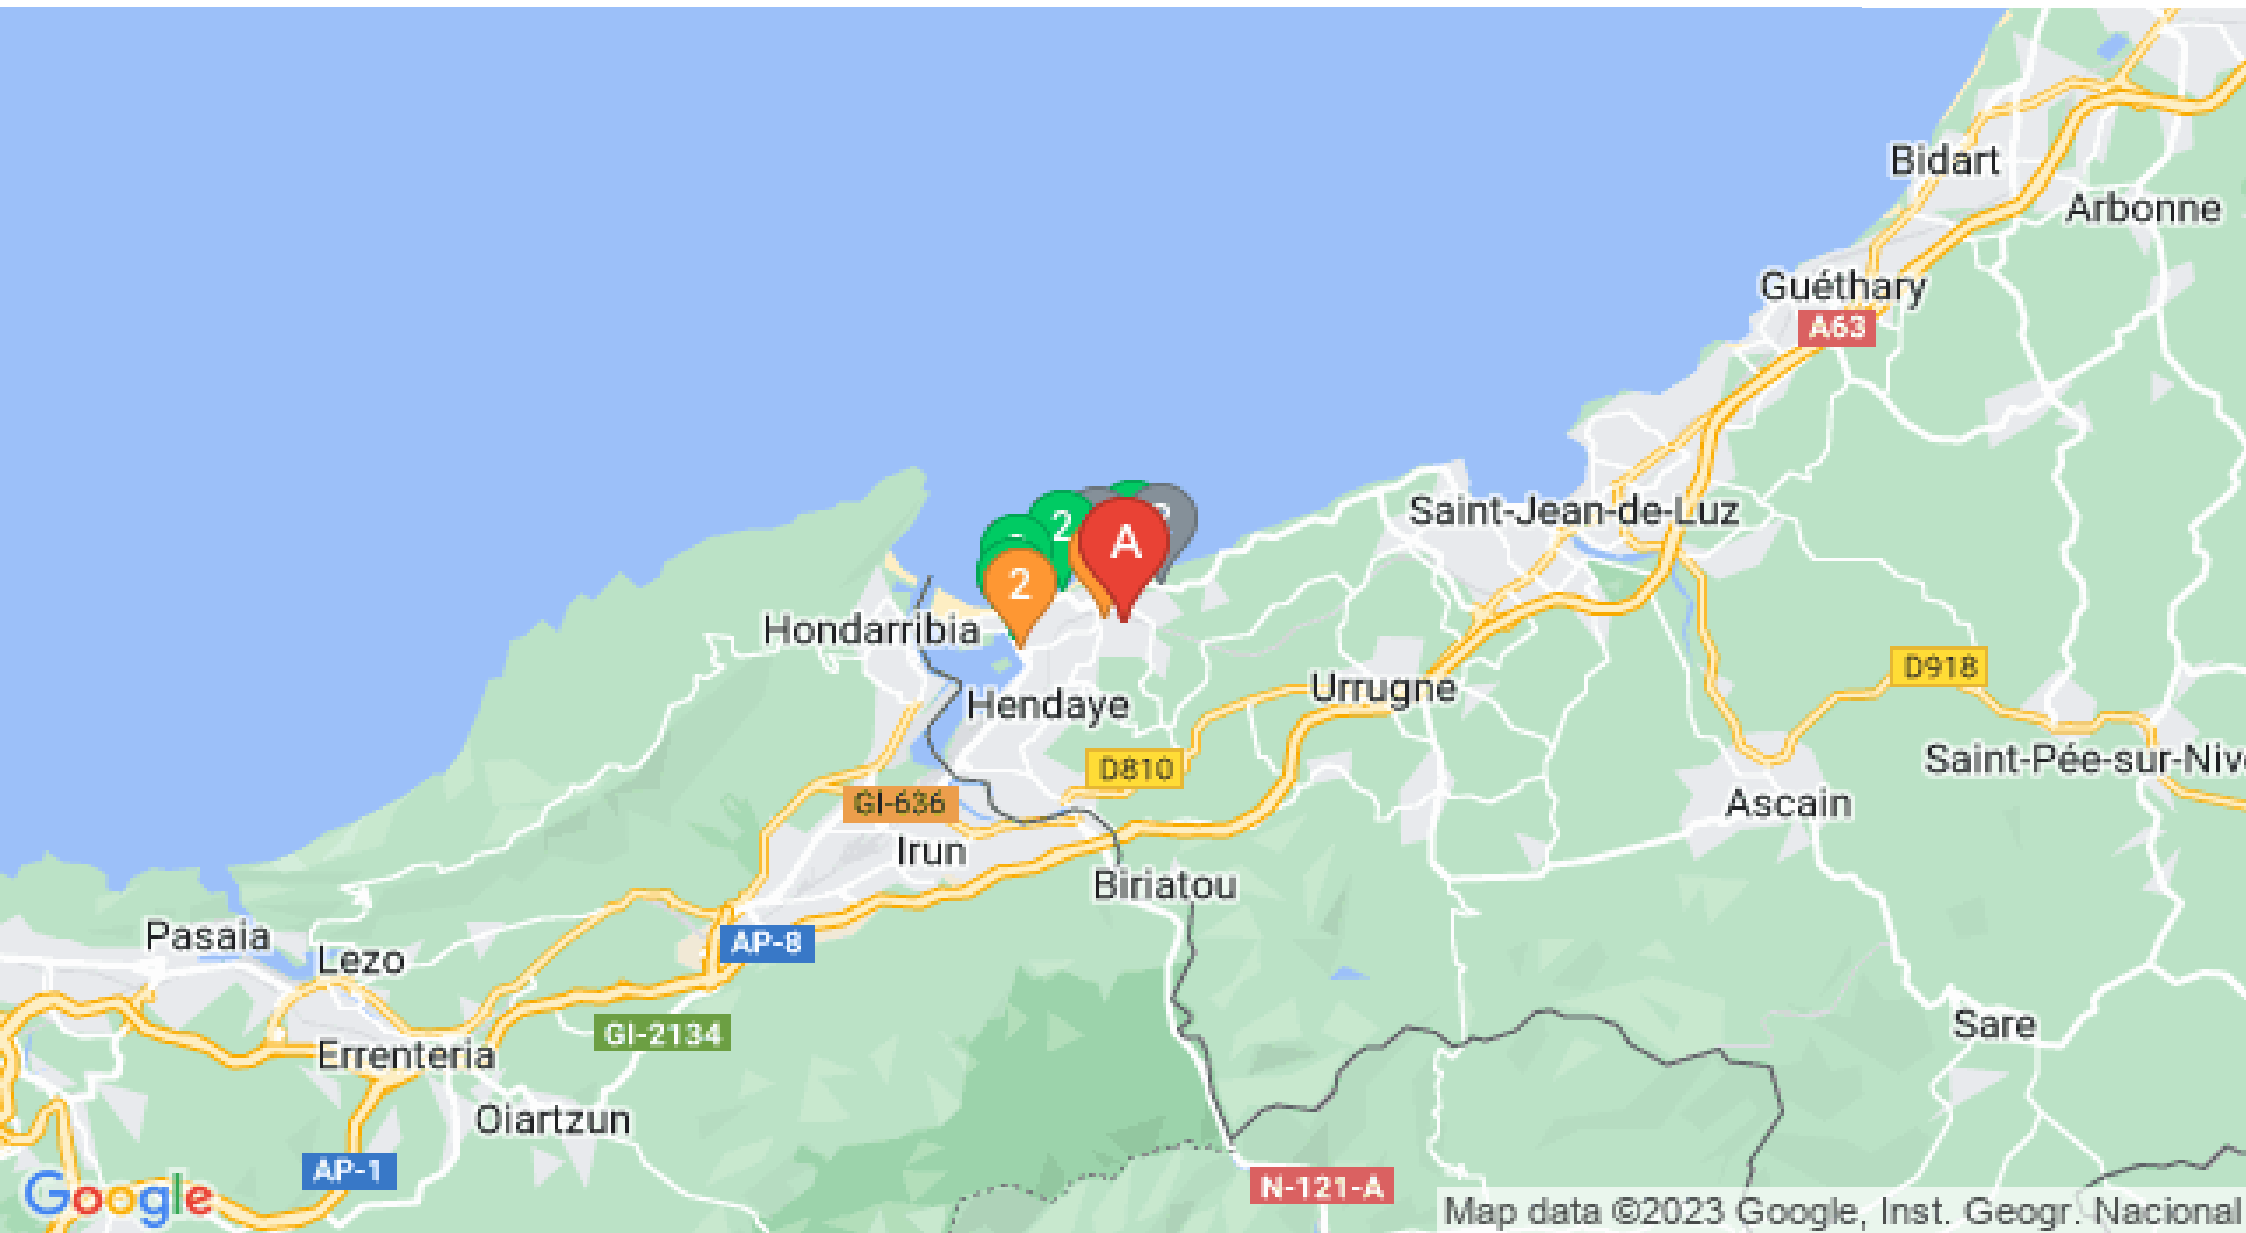 Bidart
Arbonne
Guéthary
A63
Saint-Jean-de-Luz
2
A
2
Hondarribia
D918
Urrugne
Hendaye
Saint-Pée-sur-Niv
D810
GI-636
Ascain
Irun
Biriatou
Pasaia
AP-8
Lezo
Sare
GI-2134
Errenteria
Oiartzun
AP-1
N-121-A
Google
Map data ©2023 Google, Inst. Geogr. Nacional